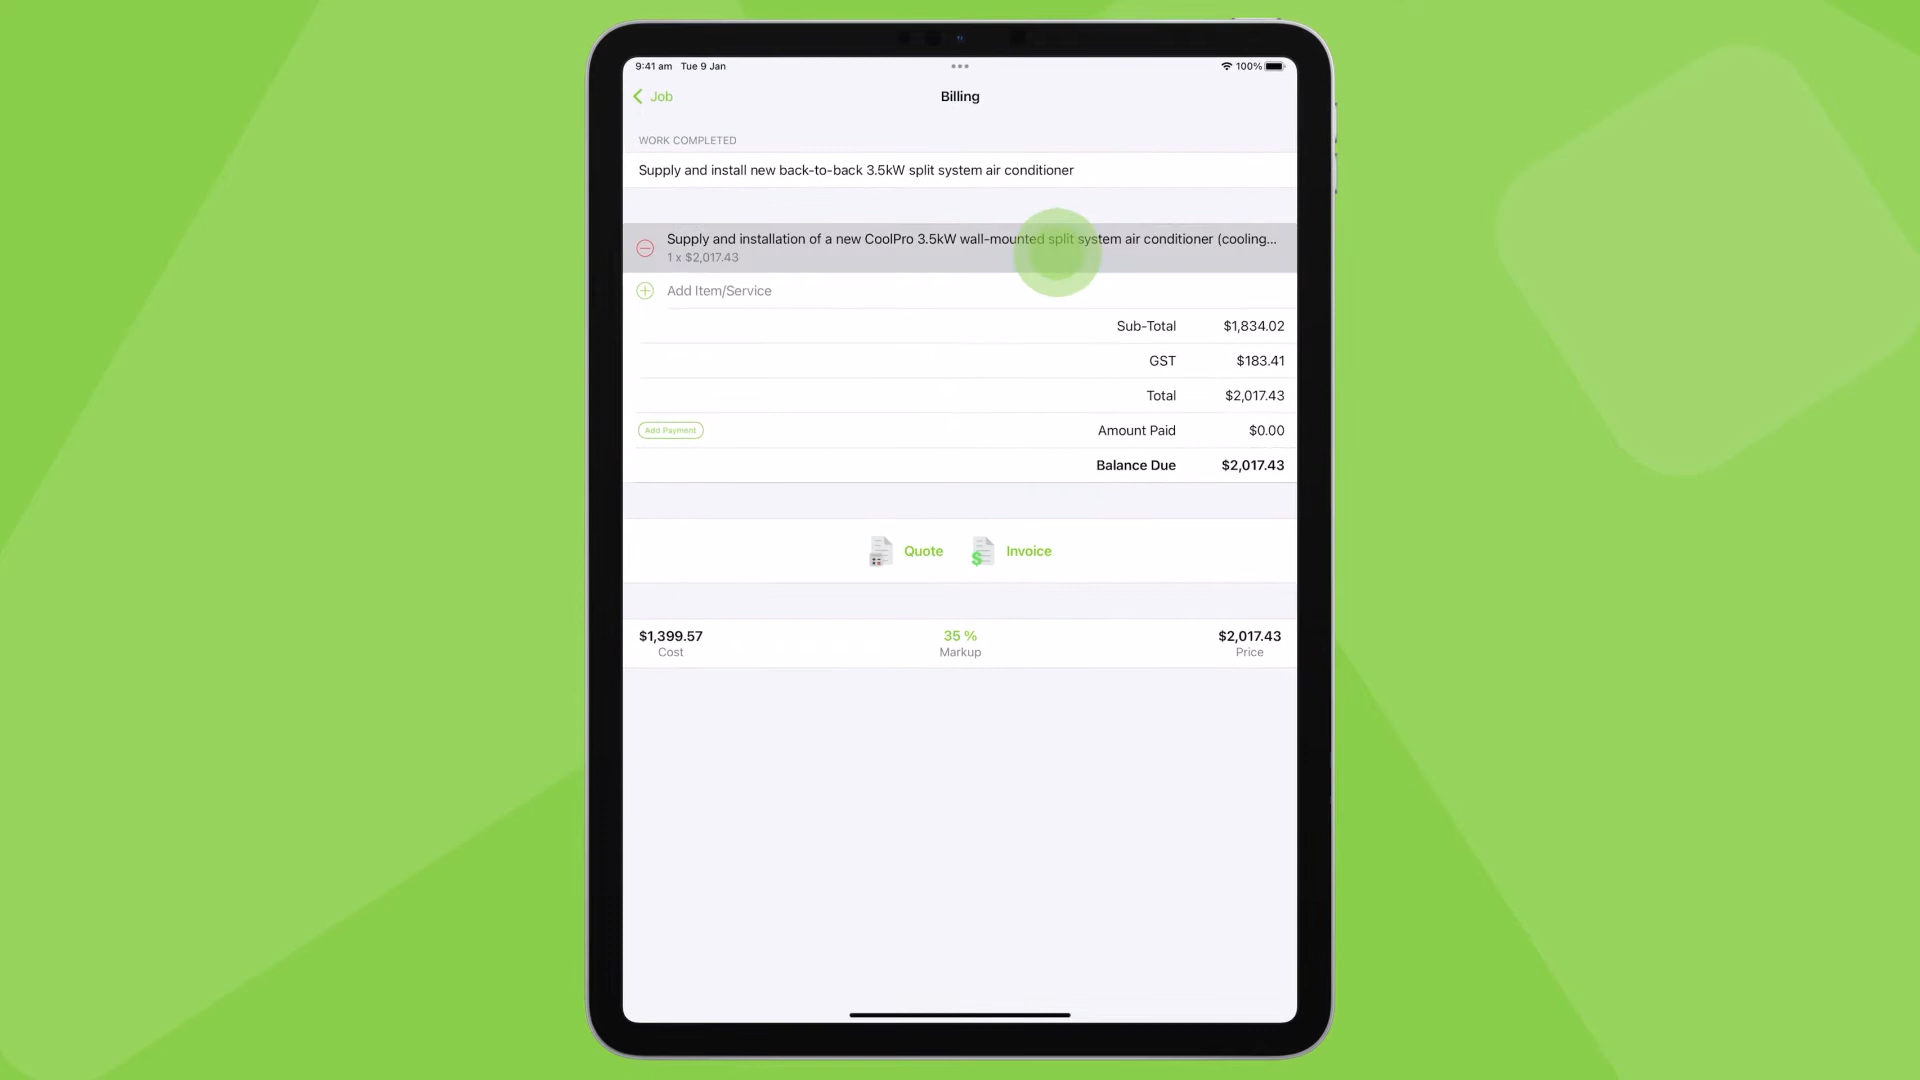 9:41 am Tue 9 Jan
100%
Job
Billing
WORK COMPLETED
Supply and install new back-to-back 3.5kW split system air conditioner
Supply and installation of a new CoolPro 3.5kW wall-mounted split system air conditioner (cooling...
1 x $2,017.43
Add Item/Service
Sub-Total $1,834.02
GST $183.41
Total $2,017.43
Add Payment
Amount Paid $0.00
Balance Due $2,017.43
Quote
$ Invoice
$1,399.57 35 % $2,017.43
Cost Markup Price